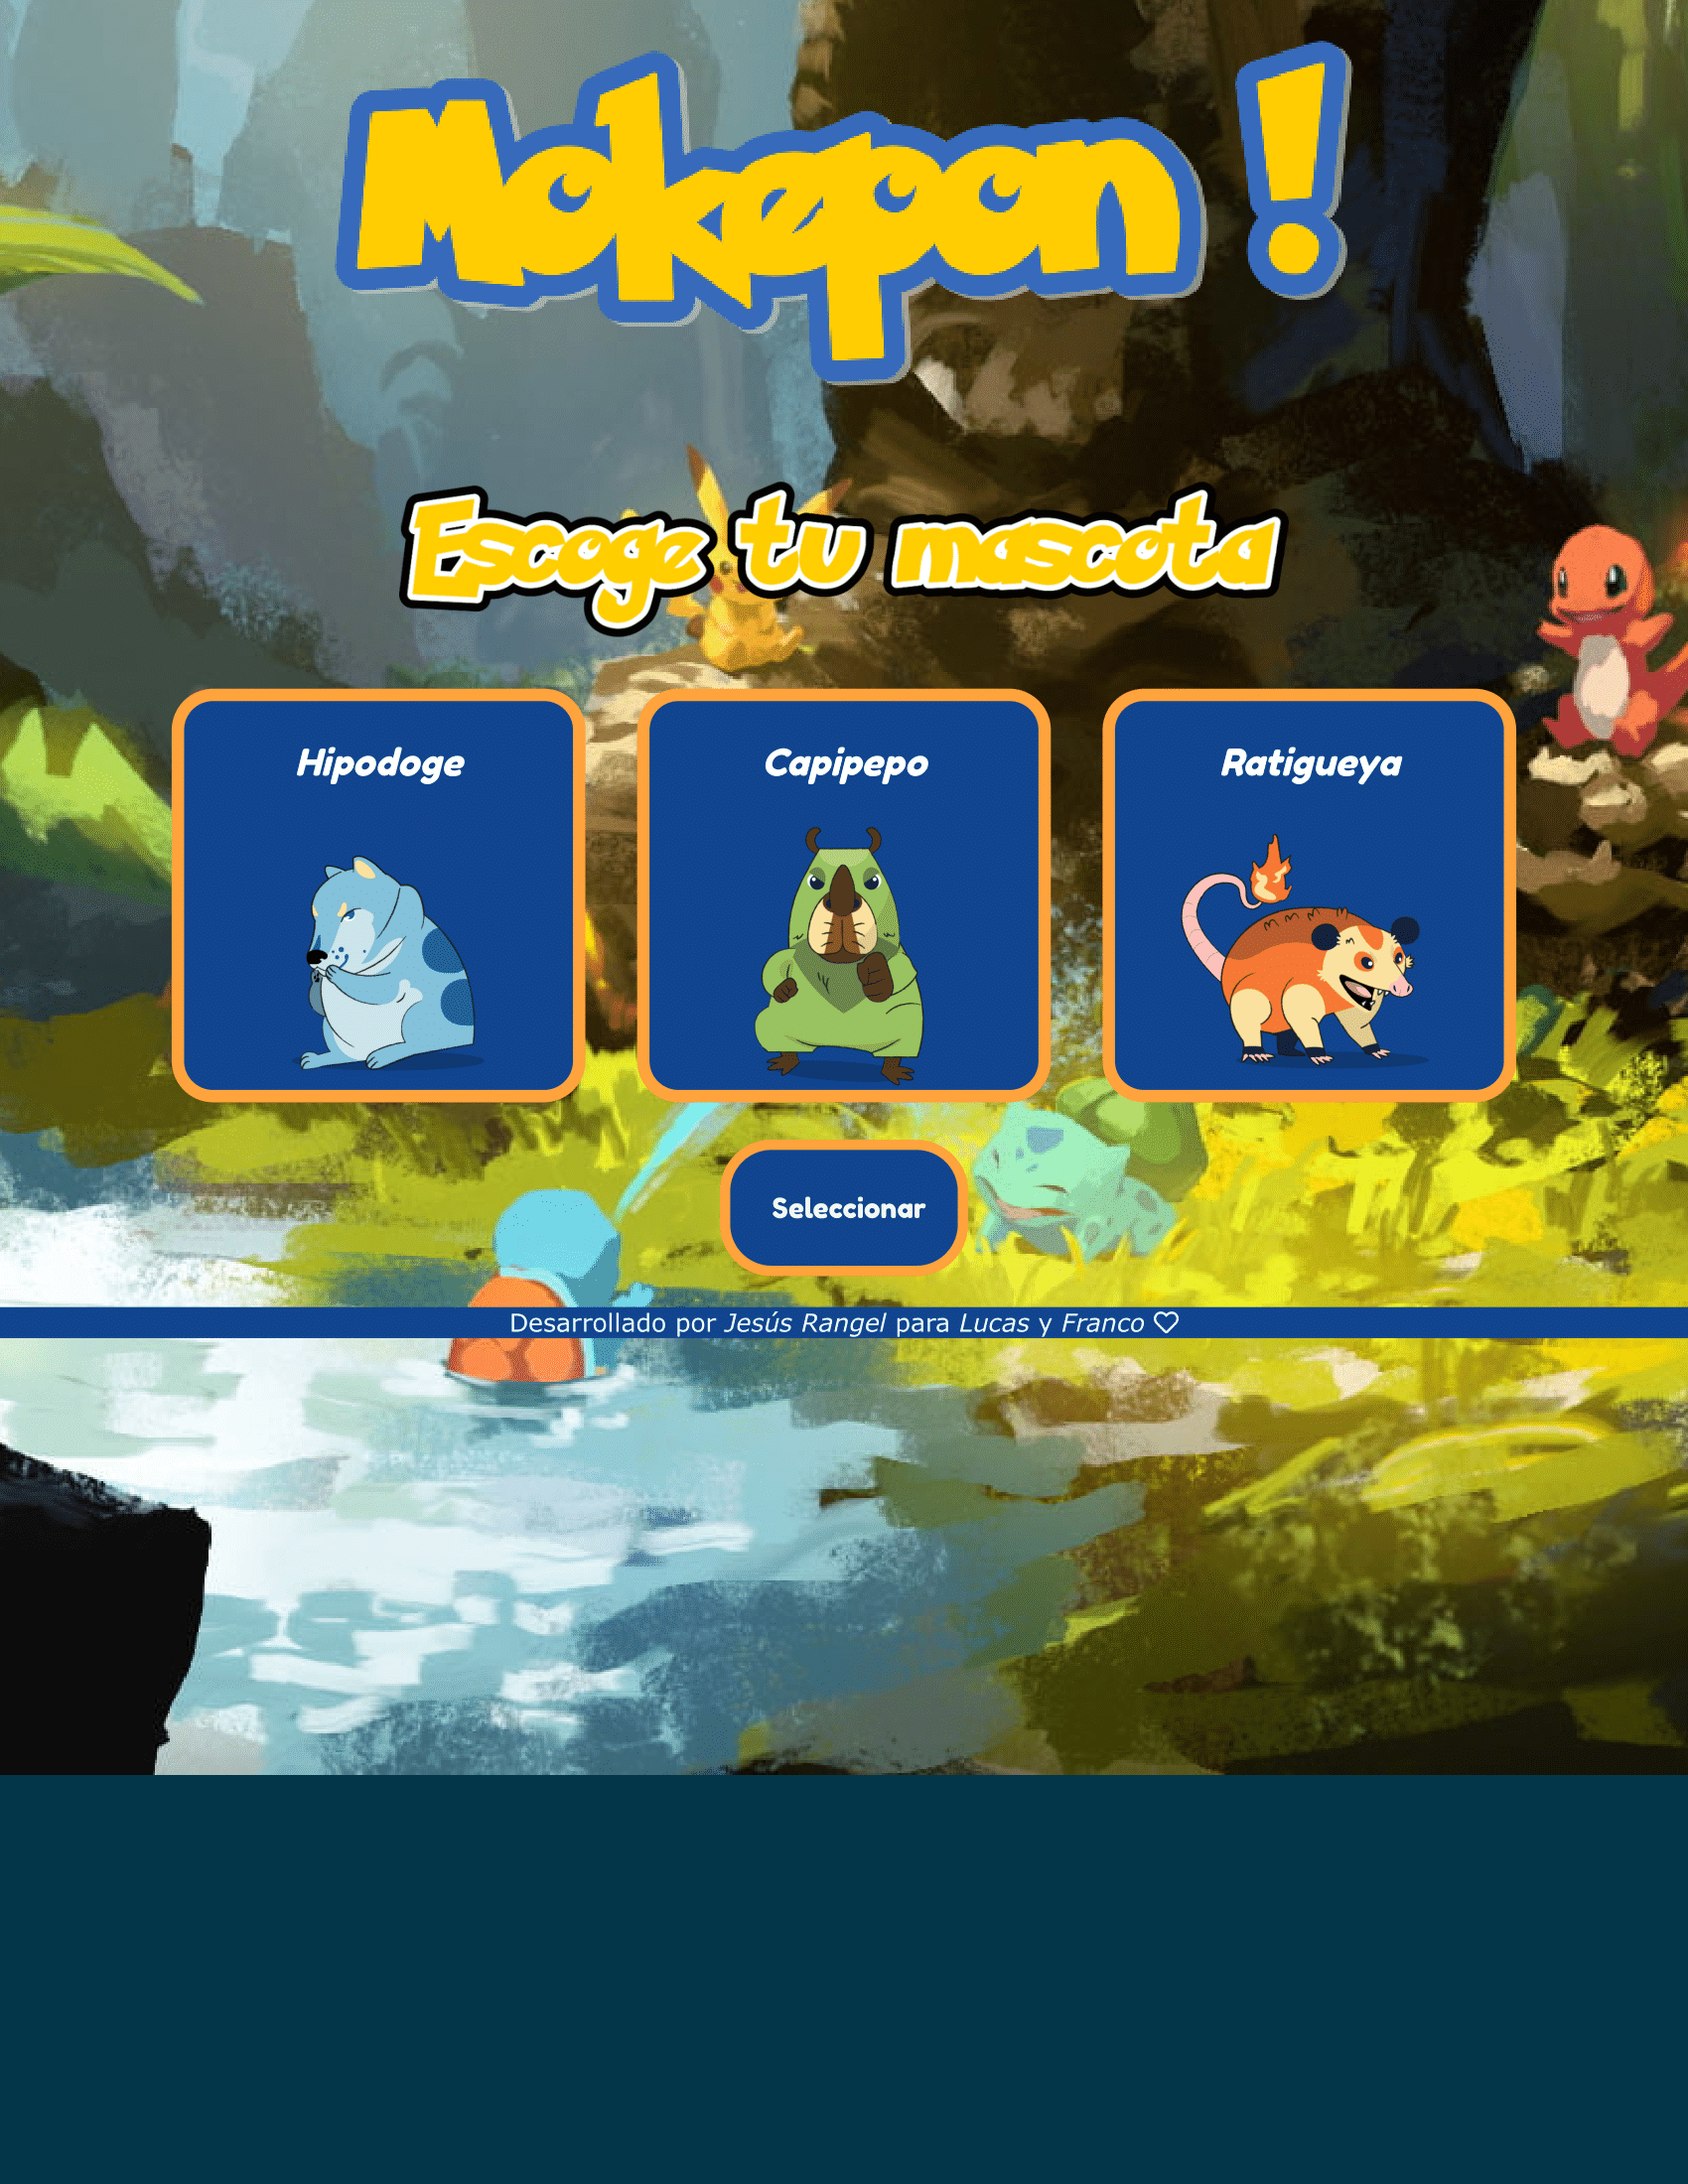 Mokepon !
Escoge tu mascota
Hipodoge
Capipepo
Ratigueya
Seleccionar
Desarrollado por Jesús Rangel para Lucas y Franco ♡